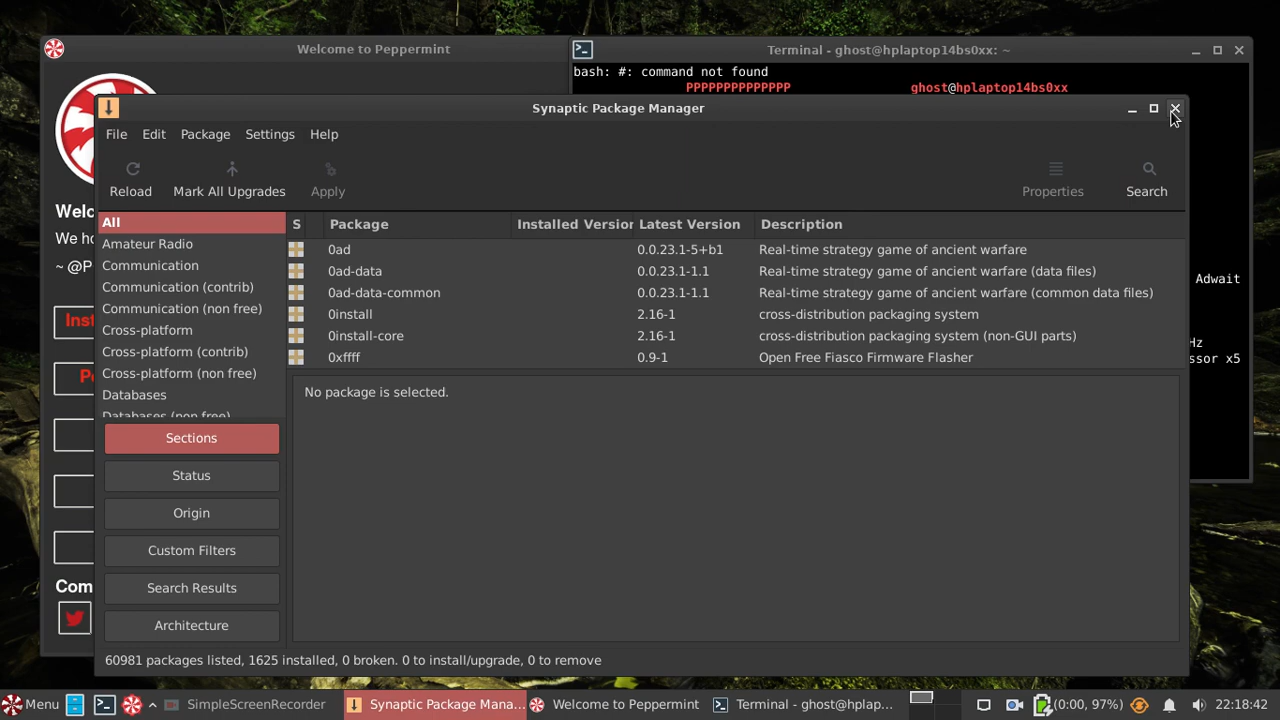 Welcome to Peppermint
Terminal - ghost@hplaptop14bs0xx: ~
bash: #: command not found
PPPPPPPPPPPPPP ghost@hplaptop14bs0xx
Synaptic Package Manager
File Edit Package Settings Help
Reload Mark All Upgrades Apply Properties Search
All
Amateur Radio
Communication
Communication (contrib)
Communication (non free)
Cross-platform
Cross-platform (contrib)
Cross-platform (non free)
Databases
Databases (non free)
Sections
Status
Origin
Custom Filters
Search Results
Architecture
S Package Installed Version Latest Version Description
0ad 0.0.23.1-5+b1 Real-time strategy game of ancient warfare
0ad-data 0.0.23.1-1.1 Real-time strategy game of ancient warfare (data files)
0ad-data-common 0.0.23.1-1.1 Real-time strategy game of ancient warfare (common data files)
0install 2.16-1 cross-distribution packaging system
0install-core 2.16-1 cross-distribution packaging system (non-GUI parts)
0xffff 0.9-1 Open Free Fiasco Firmware Flasher
No package is selected.
60981 packages listed, 1625 installed, 0 broken. 0 to install/upgrade, 0 to remove
Welc
We ho
~ @P
Inst
Pe
Com
Adwait
Hz
ssor x5
Menu SimpleScreenRecorder Synaptic Package Mana... Welcome to Peppermint Terminal - ghost@hplap... (0:00, 97%) 22:18:42